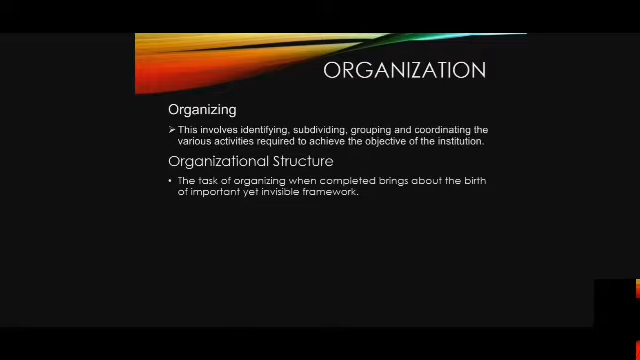 ORGANIZATION
Organizing
➢ This involves identifying, subdividing, grouping and coordinating the
various activities required to achieve the objective of the institution.
Organizational Structure
• The task of organizing when completed brings about the birth
of important yet invisible framework.